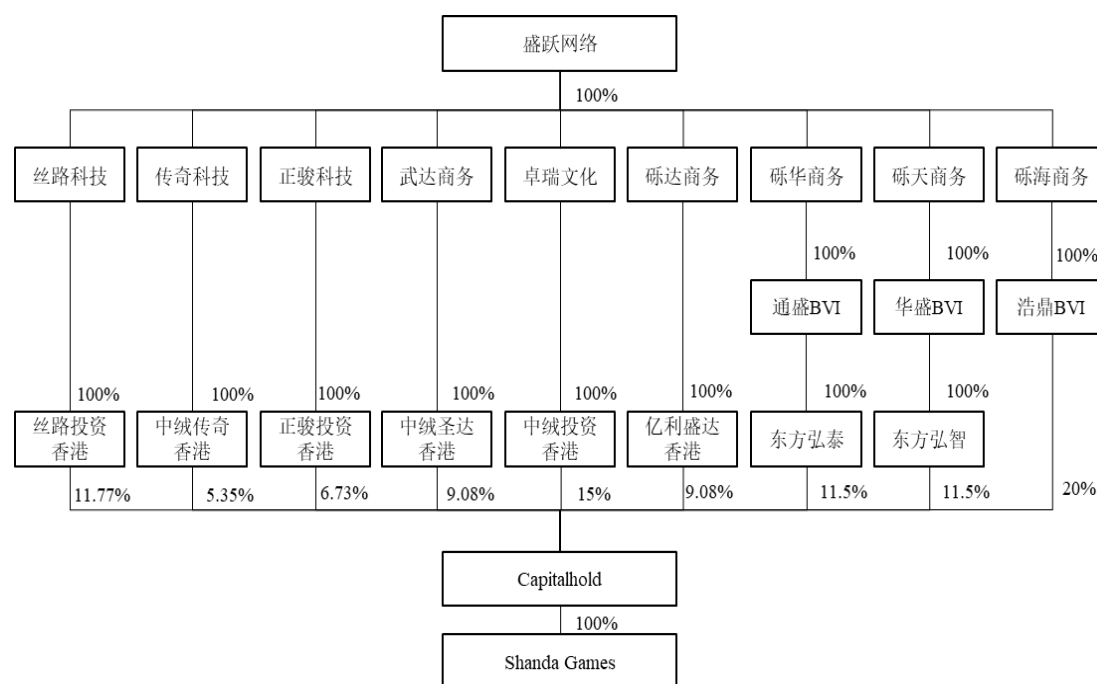 盛跃网络
100%
丝路科技
传奇科技
正骏科技
武达商务
卓瑞文化
砾达商务
砾华商务
砾天商务
砾海商务
100%
100%
100%
通盛BVI
华盛BVI
浩鼎BVI
100%
100%
100%
100%
100%
100%
100%
100%
丝路投资
香港
中绒传奇
香港
正骏投资
香港
中绒圣达
香港
中绒投资
香港
亿利盛达
香港
东方弘泰
东方弘智
11.77%
5.35%
6.73%
9.08%
15%
9.08%
11.5%
11.5%
20%
Capitalhold
100%
Shanda Games